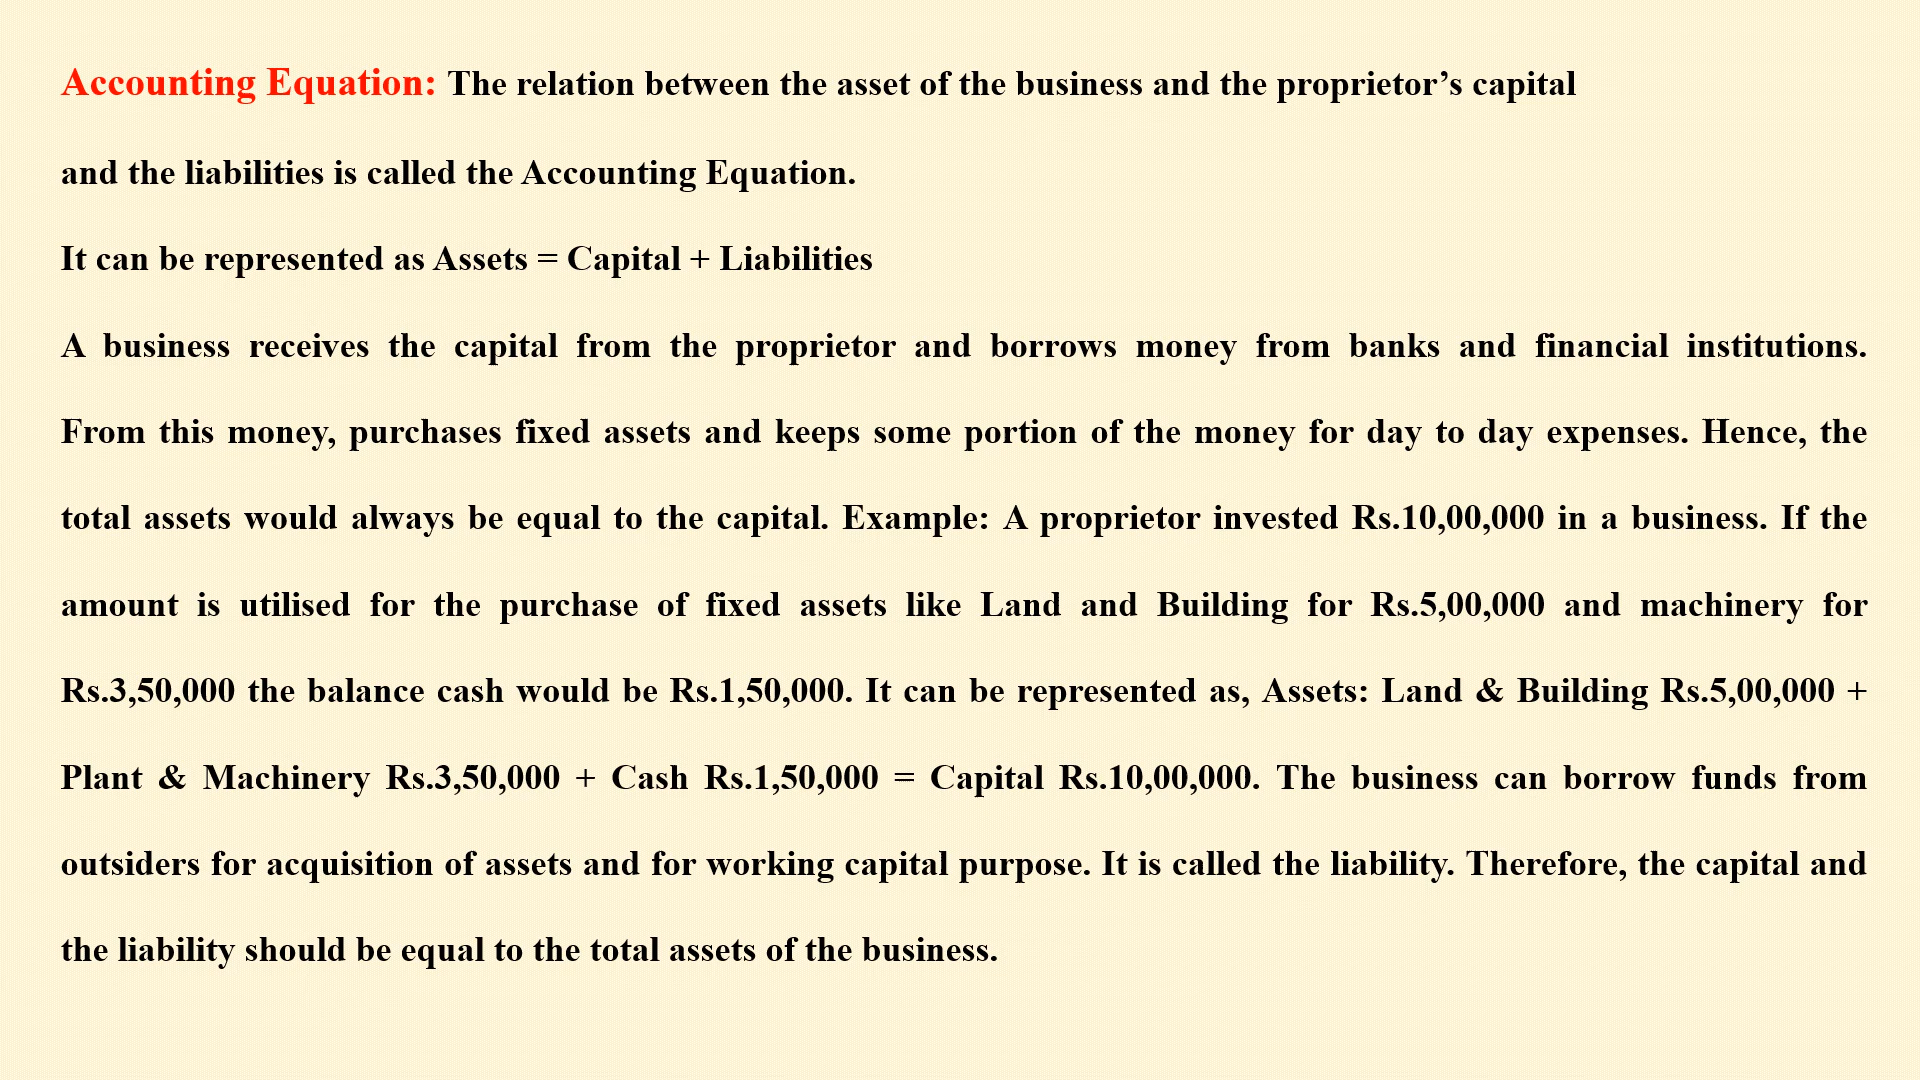 Accounting Equation: The relation between the asset of the business and the proprietor’s capital
and the liabilities is called the Accounting Equation.
It can be represented as Assets = Capital + Liabilities
A business receives the capital from the proprietor and borrows money from banks and financial institutions.
From this money, purchases fixed assets and keeps some portion of the money for day to day expenses. Hence, the
total assets would always be equal to the capital. Example: A proprietor invested Rs.10,00,000 in a business. If the
amount is utilised for the purchase of fixed assets like Land and Building for Rs.5,00,000 and machinery for
Rs.3,50,000 the balance cash would be Rs.1,50,000. It can be represented as, Assets: Land & Building Rs.5,00,000 +
Plant & Machinery Rs.3,50,000 + Cash Rs.1,50,000 = Capital Rs.10,00,000. The business can borrow funds from
outsiders for acquisition of assets and for working capital purpose. It is called the liability. Therefore, the capital and
the liability should be equal to the total assets of the business.